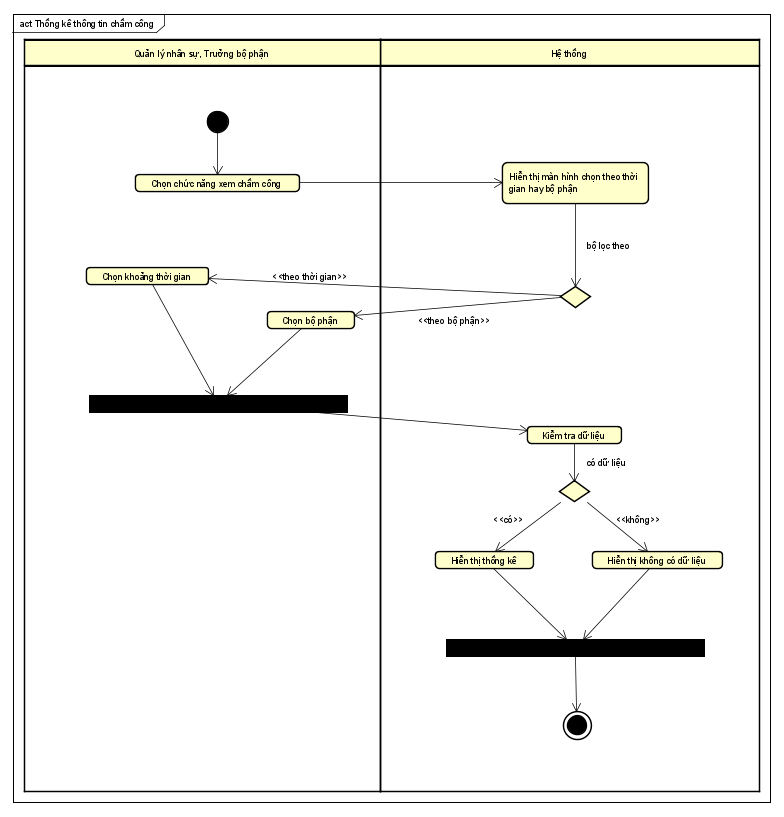 act Thống kê thông tin chấm công
Quản lý nhân sự, Trưởng bộ phận
Hệ thống
Chọn chức năng xem chấm công
Hiển thị màn hình chọn theo thời
gian hay bộ phận
bộ lọc theo
Chọn khoảng thời gian
<<theo thời gian>>
Chọn bộ phận
<<theo bộ phận>>
Kiểm tra dữ liệu
có dữ liệu
<<có>>
<<không>>
Hiển thị thống kê
Hiển thị không có dữ liệu